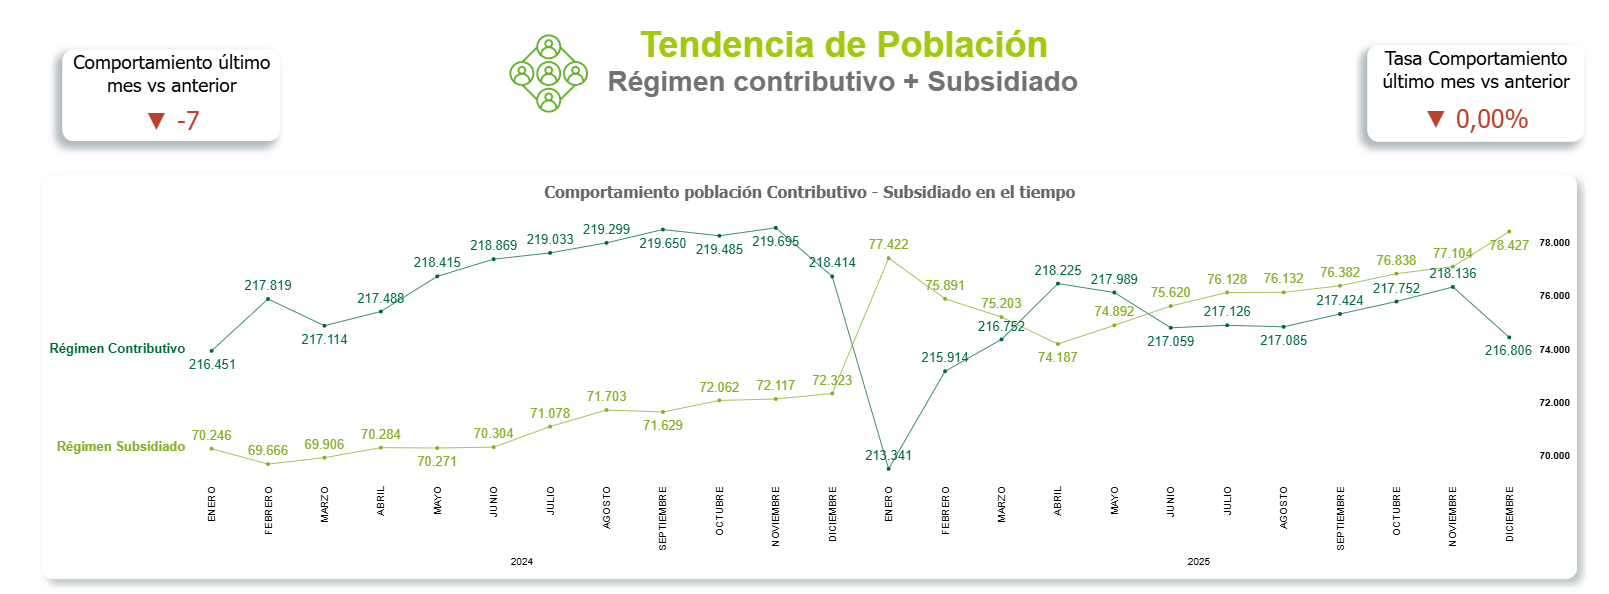 Comportamiento último
mes vs anterior
▼ -7
Tendencia de Población
Régimen contributivo + Subsidiado
Tasa Comportamiento
último mes vs anterior
▼ 0,00%
Comportamiento población Contributivo - Subsidiado en el tiempo
Régimen Contributivo
216.451
217.819
217.114
217.488
218.415
218.869
219.033
219.299
219.650
219.485
219.695
218.414
213.341
215.914
216.752
218.225
217.989
217.059
217.126
217.085
217.424
217.752
218.136
216.806
Régimen Subsidiado
70.246
69.666
69.906
70.284
70.271
70.304
71.078
71.703
71.629
72.062
72.117
72.323
77.422
75.891
75.203
74.187
74.892
75.620
76.128
76.132
76.382
76.838
77.104
78.427
78.000
76.000
74.000
72.000
70.000
ENERO
FEBRERO
MARZO
ABRIL
MAYO
JUNIO
JULIO
AGOSTO
SEPTIEMBRE
OCTUBRE
NOVIEMBRE
DICIEMBRE
ENERO
FEBRERO
MARZO
ABRIL
MAYO
JUNIO
JULIO
AGOSTO
SEPTIEMBRE
OCTUBRE
NOVIEMBRE
DICIEMBRE
2024
2025